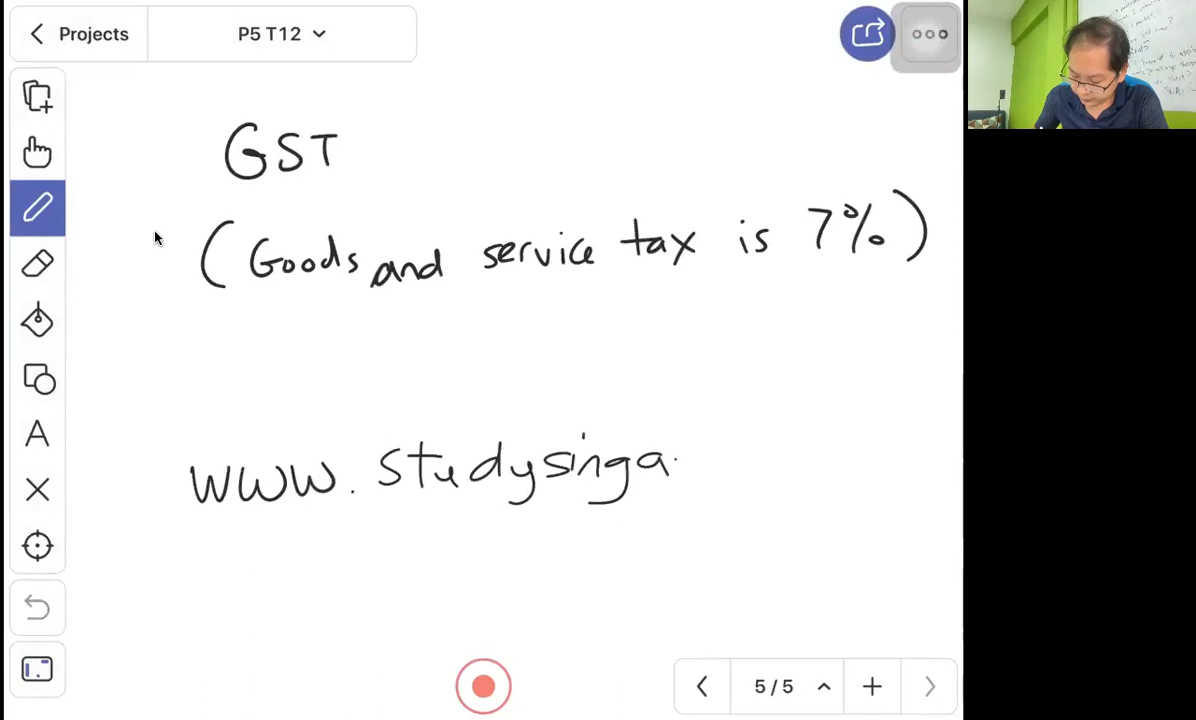 Projects
P5 T12
GST
(Goods and service tax is 7%)
www.studysinga
A
5 / 5